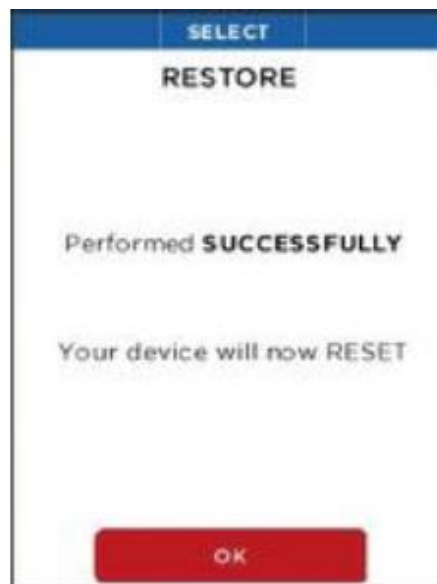 SELECT
RESTORE
Performed SUCCESSFULLY
Your device will now RESET
OK